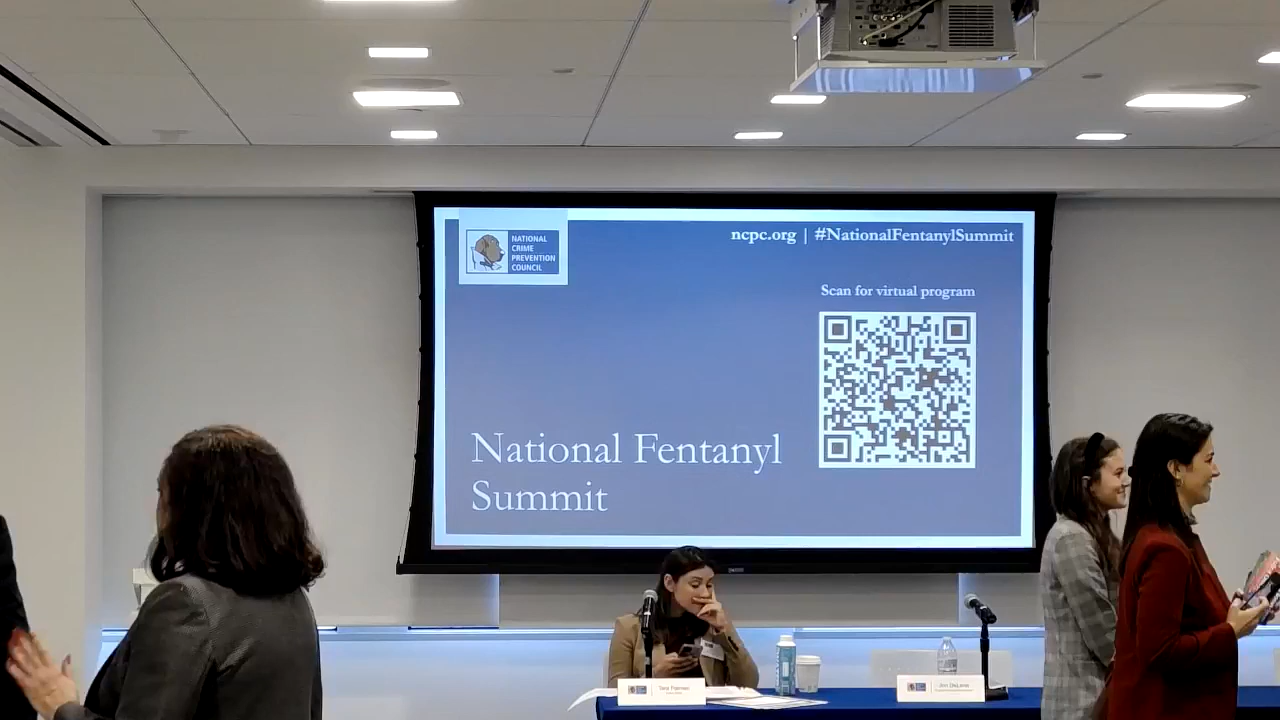 NATIONAL
CRIME
PREVENTION
COUNCIL
ncpc.org | #NationalFentanylSummit
Scan for virtual program
National Fentanyl
Summit